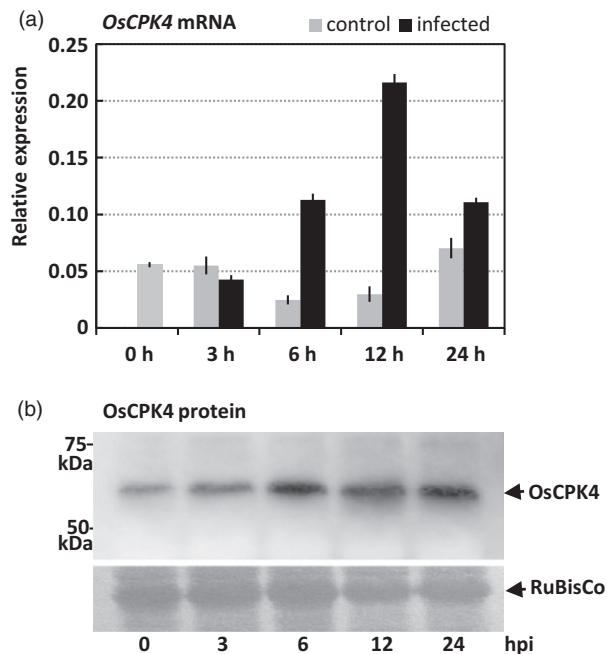 (a)
OsCPK4 mRNA
control
infected
Relative expression
0.25
0.20
0.15
0.10
0.05
0
0 h 3 h 6 h 12 h 24 h
(b)
OsCPK4 protein
75-
kDa
OsCPK4
50-
kDa
RuBisCo
0 3 6 12 24 hpi